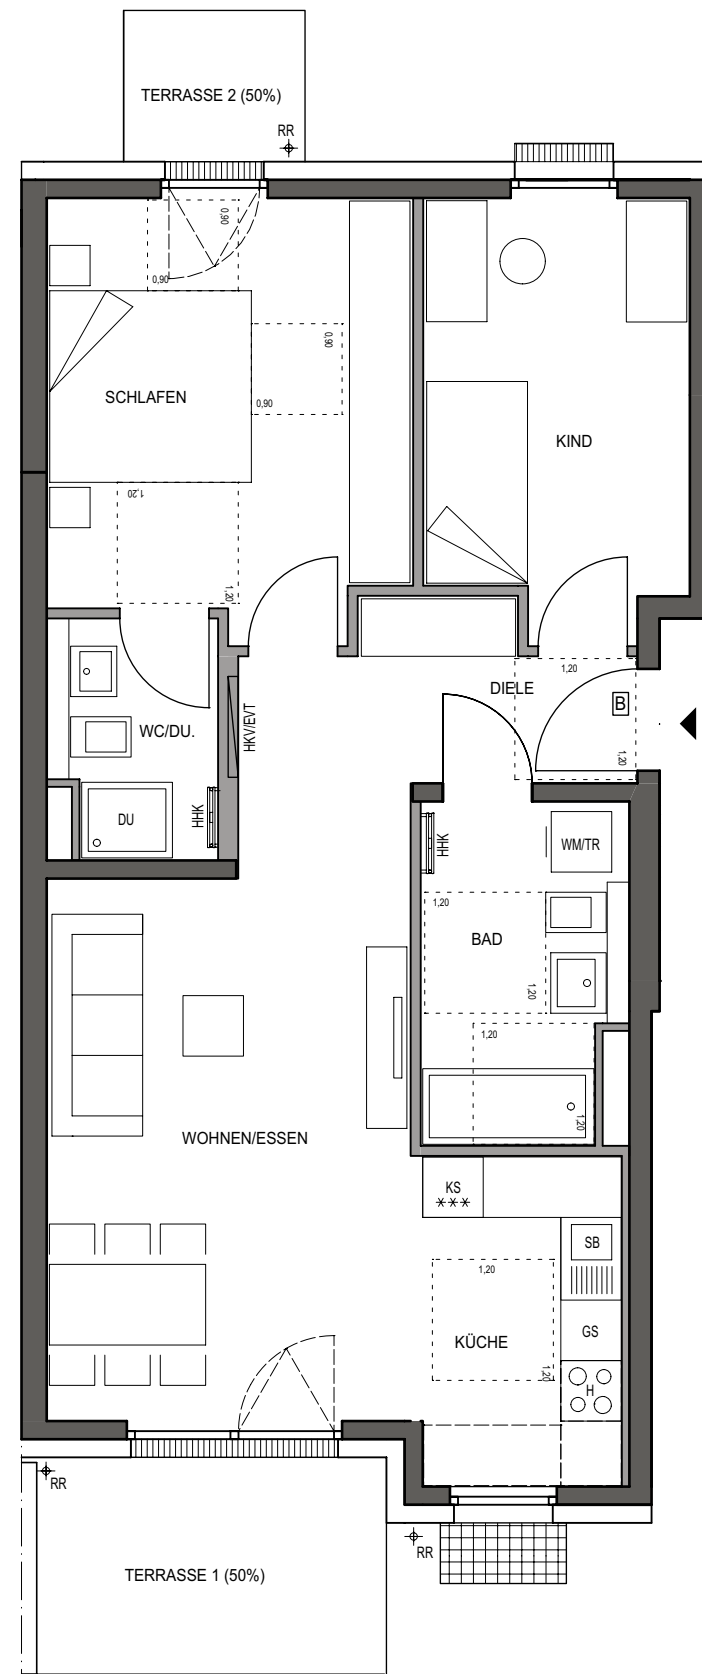 TERRASSE 2 (50%)
RR
0,90
0,90
0,90
0,90
SCHLAFEN
KIND
1,20
1,20
1,20
DIELE
B
1,20
WC/DU.
HKV/EVT
DU
HHK
HHK
WM/TR
1,20
BAD
1,20
1,20
1,20
WOHNEN/ESSEN
KS
***
SB
1,20
GS
KÜCHE
1,20
H
RR
RR
TERRASSE 1 (50%)